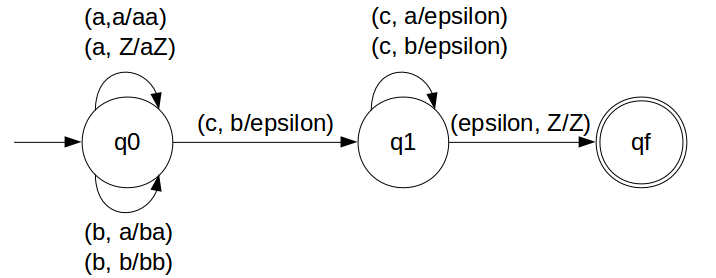 (a,a/aa)
(a, Z/aZ)
(c, a/epsilon)
(c, b/epsilon)
q0
(c, b/epsilon)
q1
(epsilon, Z/Z)
qf
(b, a/ba)
(b, b/bb)